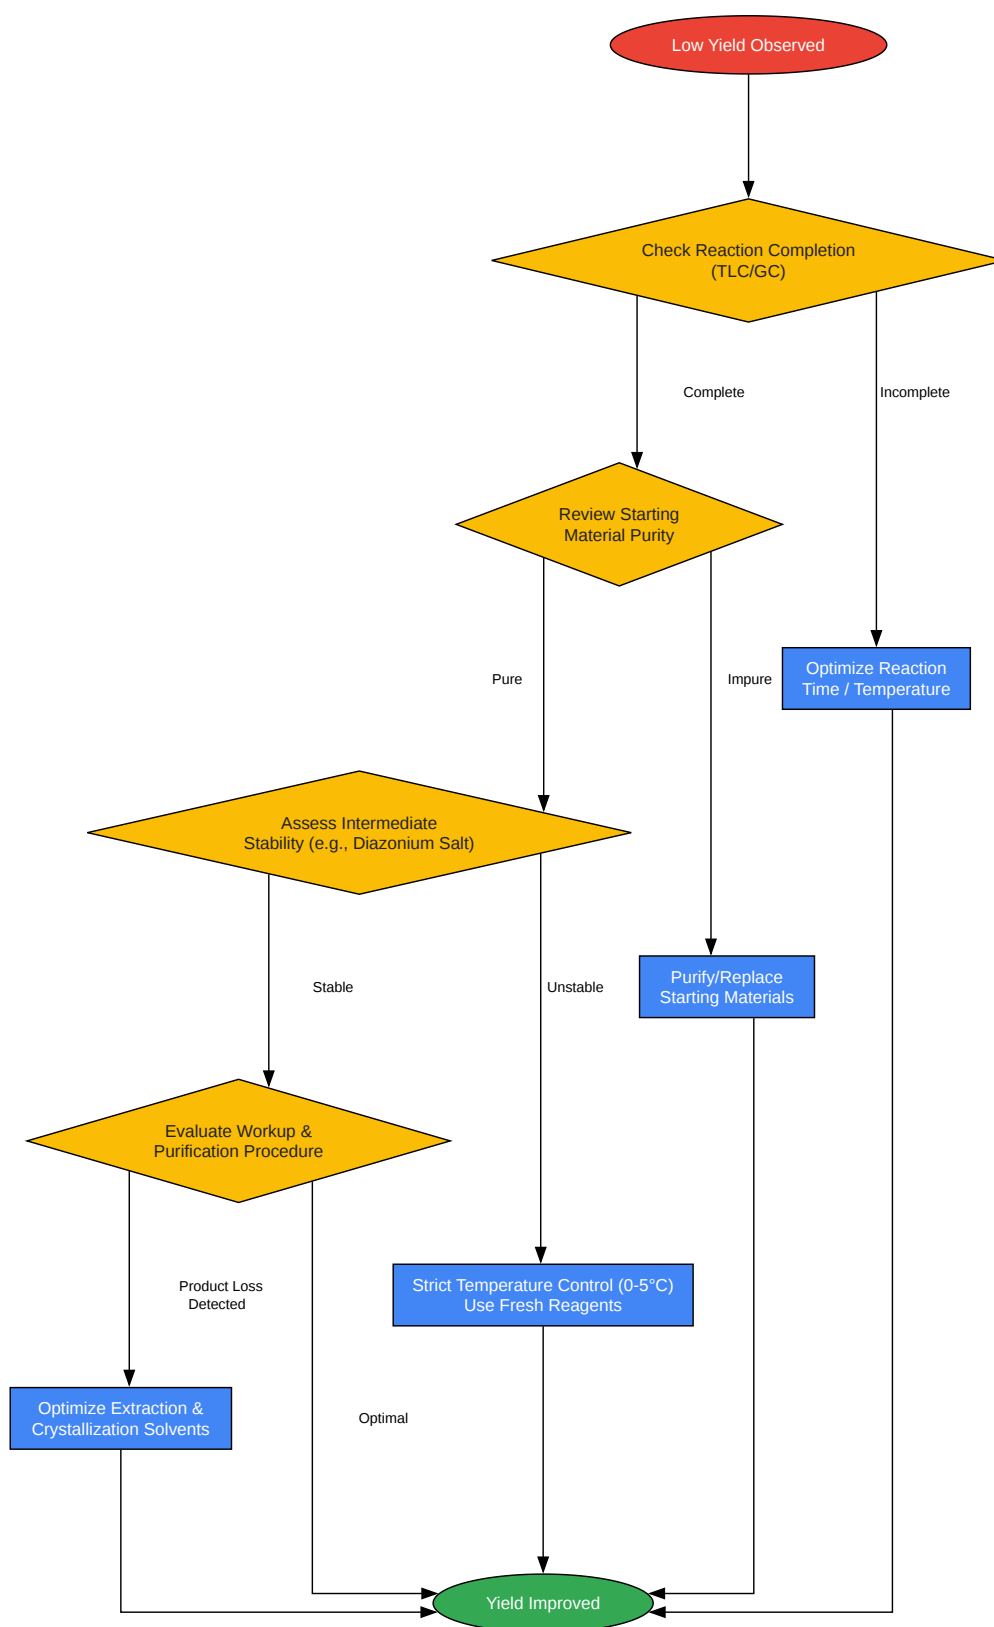 Low Yield Observed
Check Reaction Completion
(TLC/GC)
Complete
Incomplete
Review Starting
Material Purity
Optimize Reaction
Time / Temperature
Pure
Impure
Assess Intermediate
Stability (e.g., Diazonium Salt)
Stable
Unstable
Purify/Replace
Starting Materials
Evaluate Workup &
Purification Procedure
Product Loss
Detected
Strict Temperature Control (0-5°C)
Use Fresh Reagents
Optimize Extraction &
Crystallization Solvents
Optimal
Yield Improved